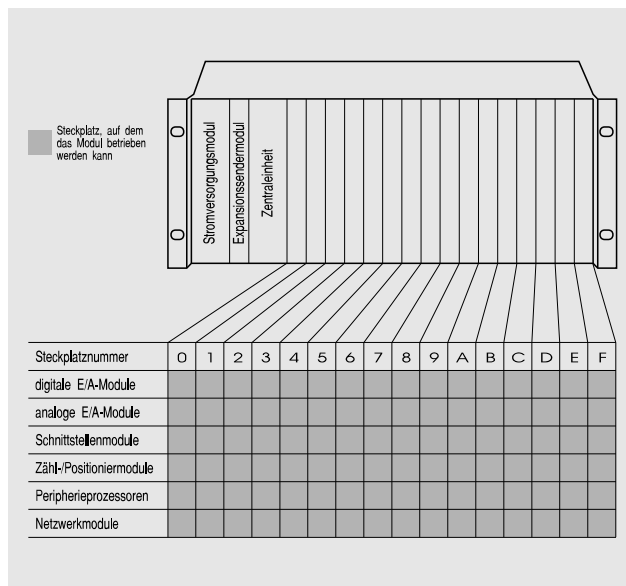 Steckplatz, auf dem
das Modul betrieben
werden kann
Stromversorgungsmodul
Expansionssendermodul
Zentraleinheit
Steckplatznummer 0 1 2 3 4 5 6 7 8 9 A B C D E F
digitale E/A-Module
analoge E/A-Module
Schnittstellenmodule
Zähl-/Positioniermodule
Peripherieprozessoren
Netzwerkmodule